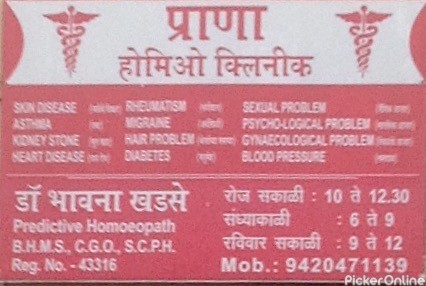 प्राणा
होमिओ क्लिनीक
SKIN DISEASE RHEUMATISM SEXUAL PROBLEM
ASTHMA MIGRAINE PSYCHO-LOGICAL PROBLEM
KIDNEY STONE HAIR PROBLEM GYNAECOLOGICAL PROBLEM
HEART DISEASE DIABETES BLOOD PRESSURE
डॉ भावना खडसे
Predictive Homoeopath
B.H.M.S., C.G.O., S.C.P.H.
Reg. No. - 43316
रोज सकाळी : 10 ते 12.30
संध्याकाळी : 6 ते 9
रविवार सकाळी : 9 ते 12
Mob.: 9420471139
PickerOnline